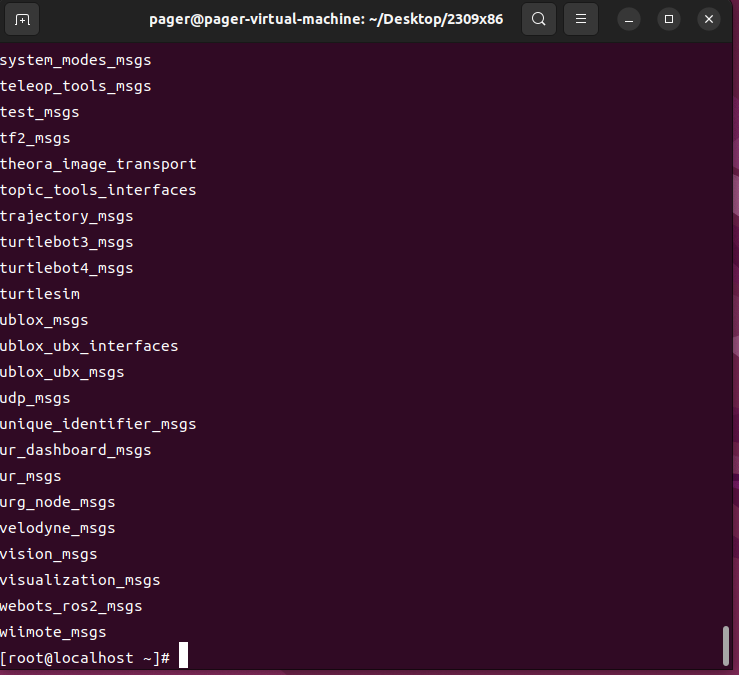 pager@pager-virtual-machine: ~/Desktop/2309x86
system_modes_msgs
teleop_tools_msgs
test_msgs
tf2_msgs
theora_image_transport
topic_tools_interfaces
trajectory_msgs
turtlebot3_msgs
turtlebot4_msgs
turtlesim
ublox_msgs
ublox_ubx_interfaces
ublox_ubx_msgs
udp_msgs
unique_identifier_msgs
ur_dashboard_msgs
ur_msgs
urg_node_msgs
velodyne_msgs
vision_msgs
visualization_msgs
webots_ros2_msgs
wiimote_msgs
[root@localhost ~]#